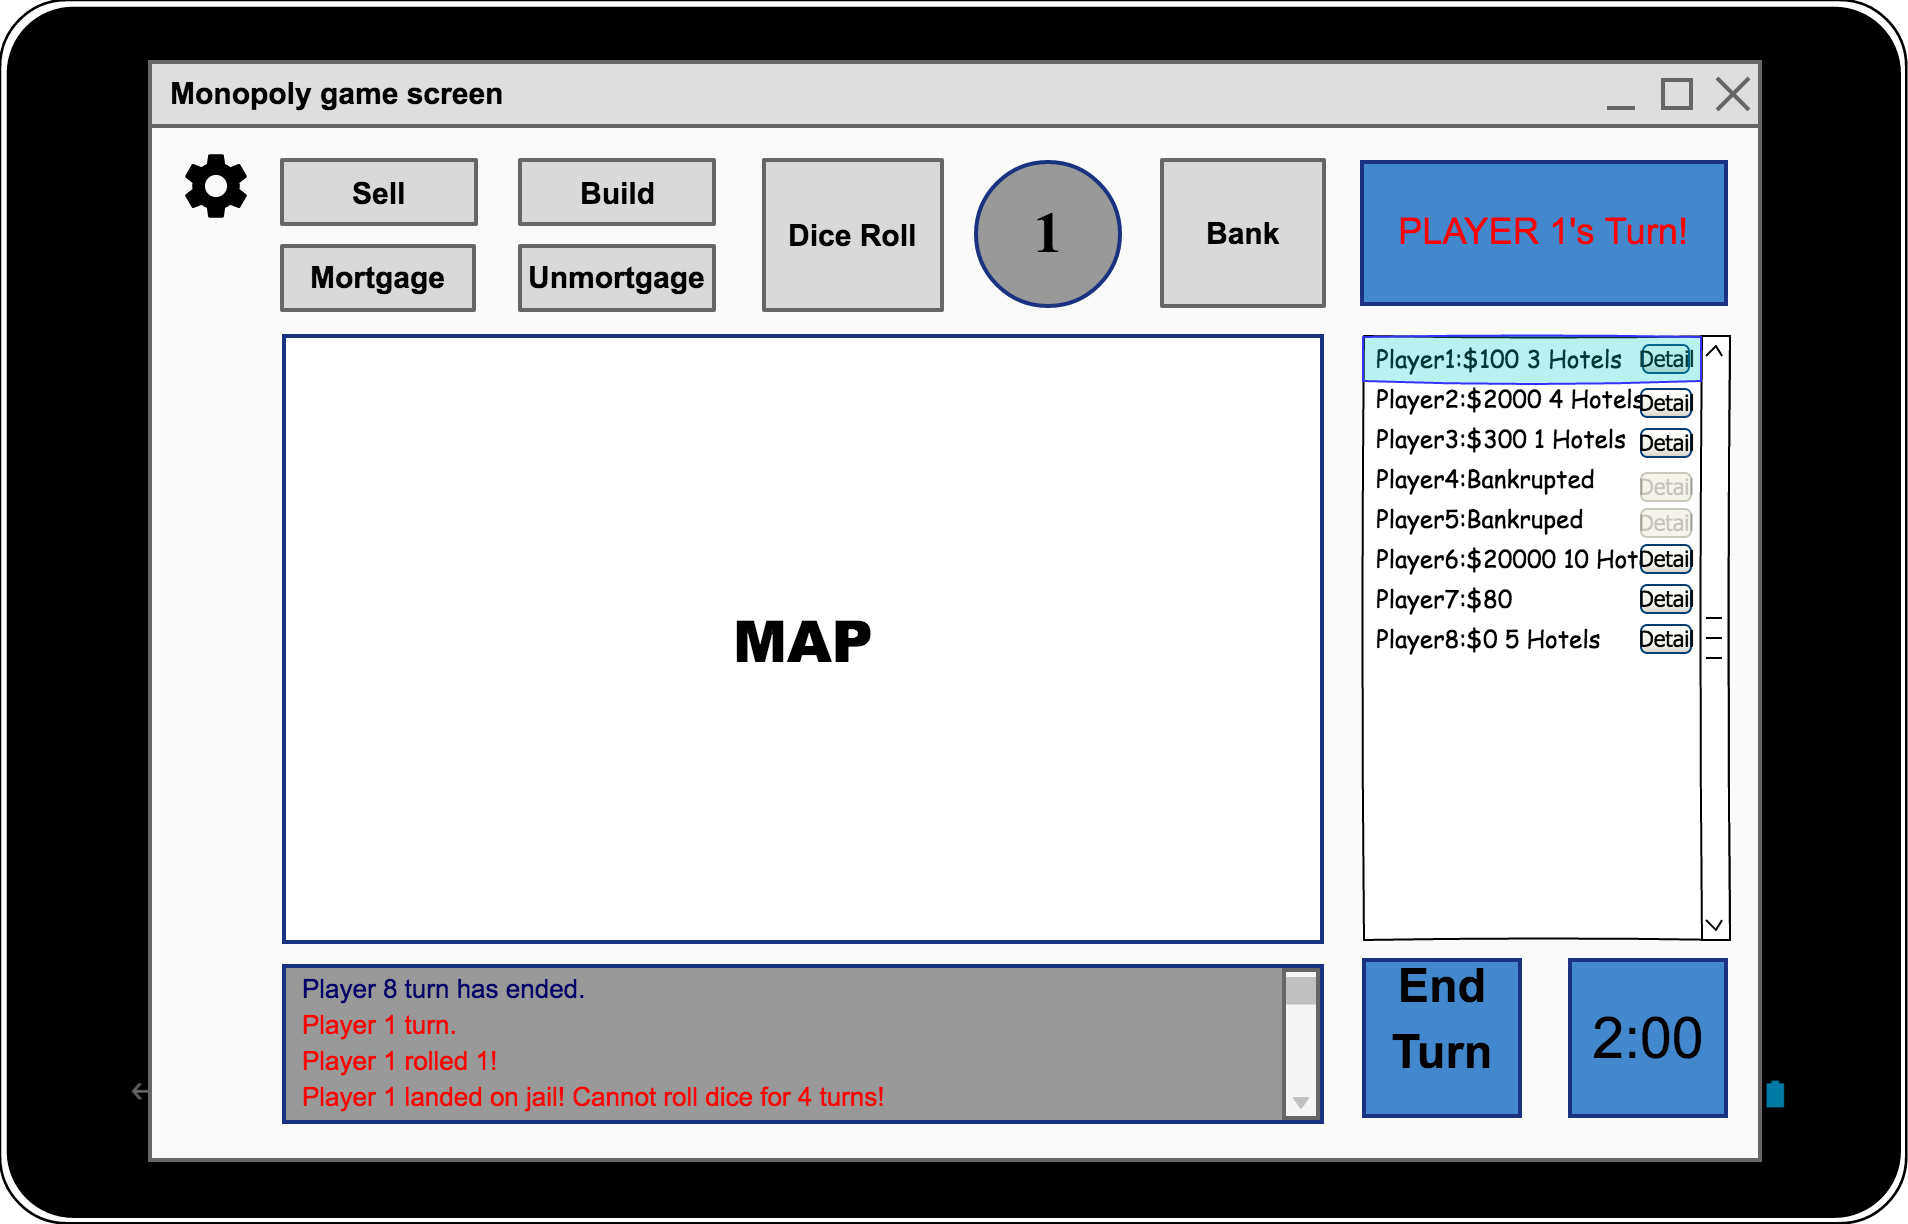 Monopoly game screen
Sell
Build
Dice Roll
1
Bank
PLAYER 1's Turn!
Mortgage
Unmortgage
MAP
Player1:$100 3 Hotels Detail
Player2:$2000 4 Hotels Detail
Player3:$300 1 Hotels Detail
Player4:Bankrupted Detail
Player5:Bankruped Detail
Player6:$20000 10 Hot Detail
Player7:$80 Detail
Player8:$0 5 Hotels Detail
Player 8 turn has ended.
Player 1 turn.
Player 1 rolled 1!
Player 1 landed on jail! Cannot roll dice for 4 turns!
End
Turn
2:00